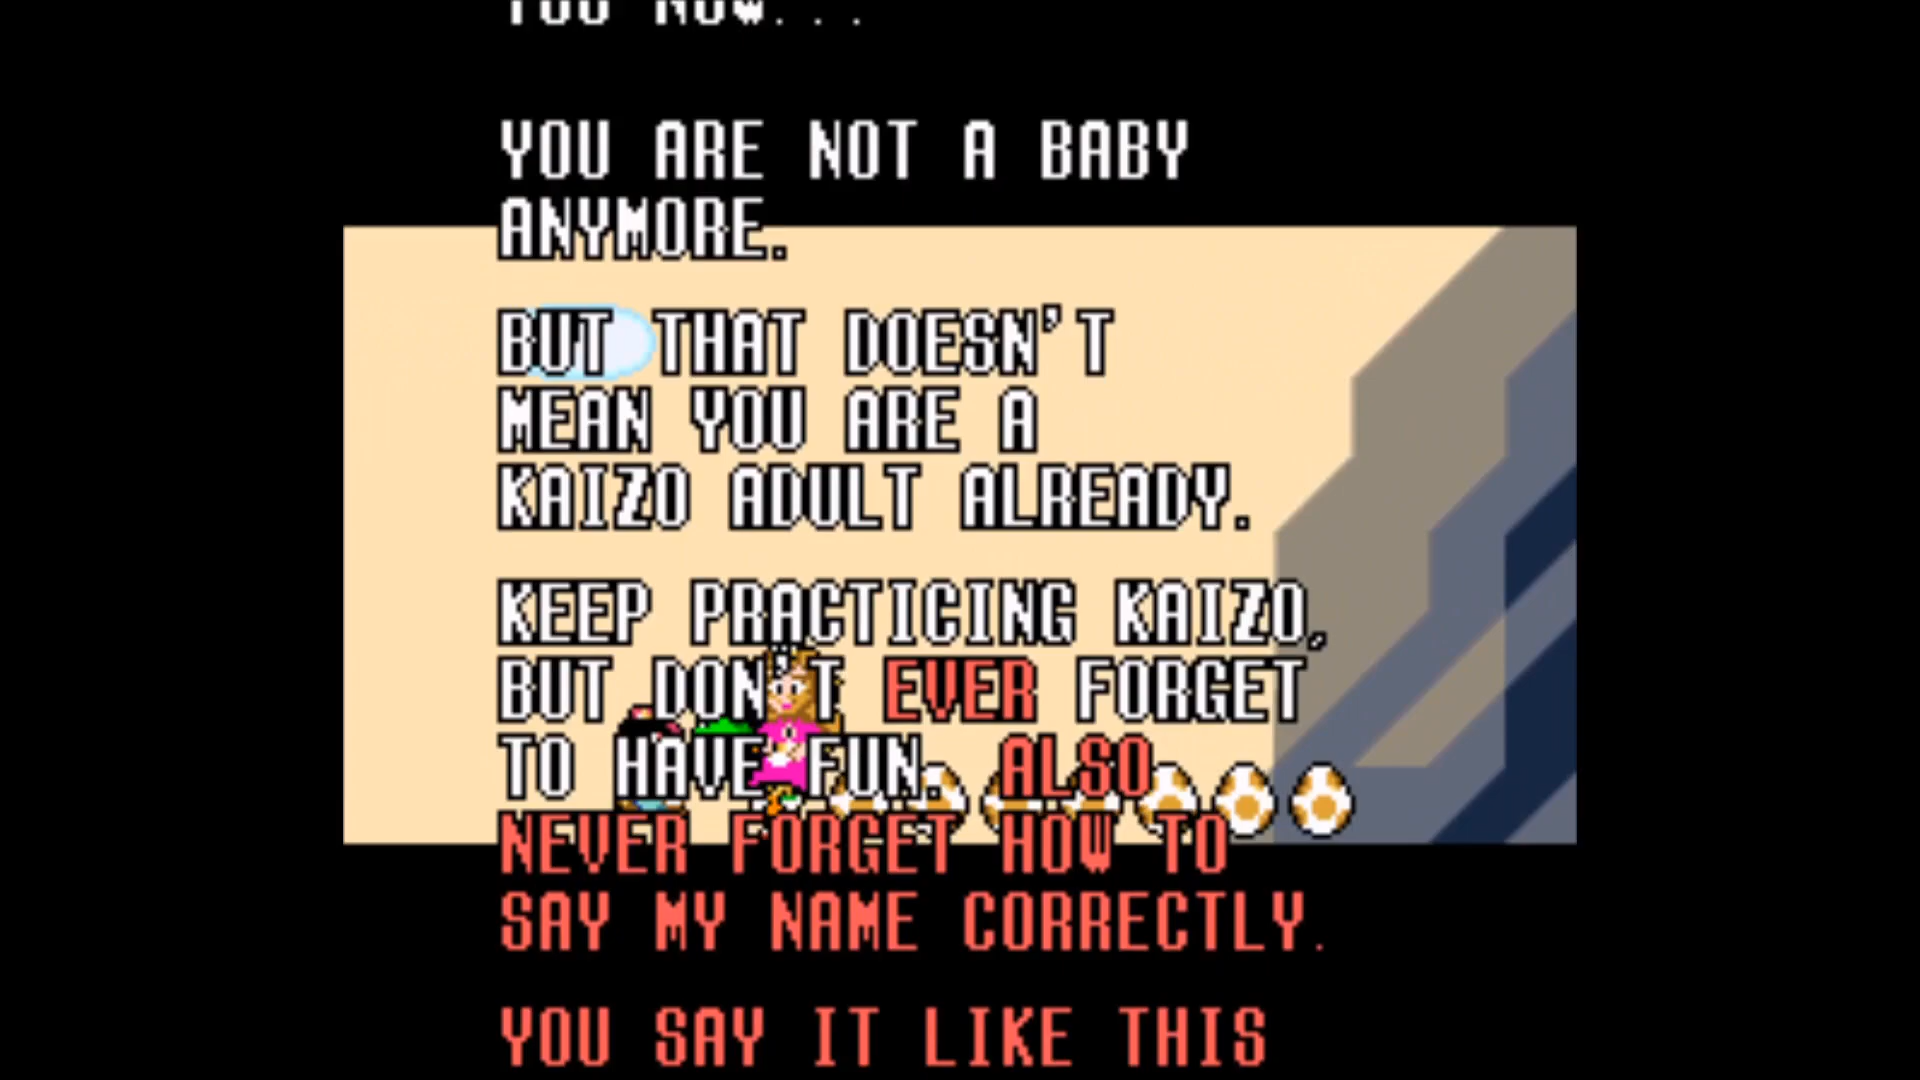 YOU NOW...
YOU ARE NOT A BABY
ANYMORE.
BUT THAT DOESN'T
MEAN YOU ARE A
KAIZO ADULT ALREADY.
KEEP PRACTICING KAIZO,
BUT DON'T EVER FORGET
TO HAVE FUN. ALSO
NEVER FORGET HOW TO
SAY MY NAME CORRECTLY.
YOU SAY IT LIKE THIS